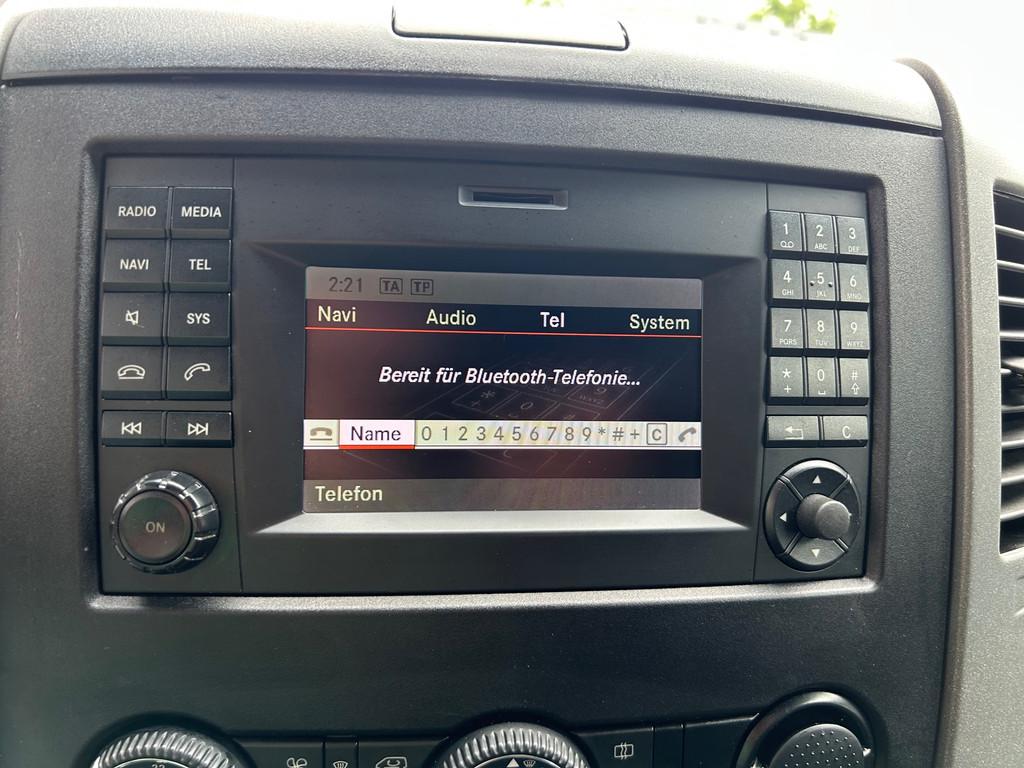 RADIO MEDIA
NAVI TEL
SYS
ON
2:21 TA TP
Navi Audio Tel System
Bereit für Bluetooth-Telefonie...
Name 0 1 2 3 4 5 6 7 8 9 * # + C
Telefon
1 2 3
ABC DEF
4 5 6
GHI JKL MNO
7 8 9
PQRS TUV WXYZ
* 0 #
+
C
22